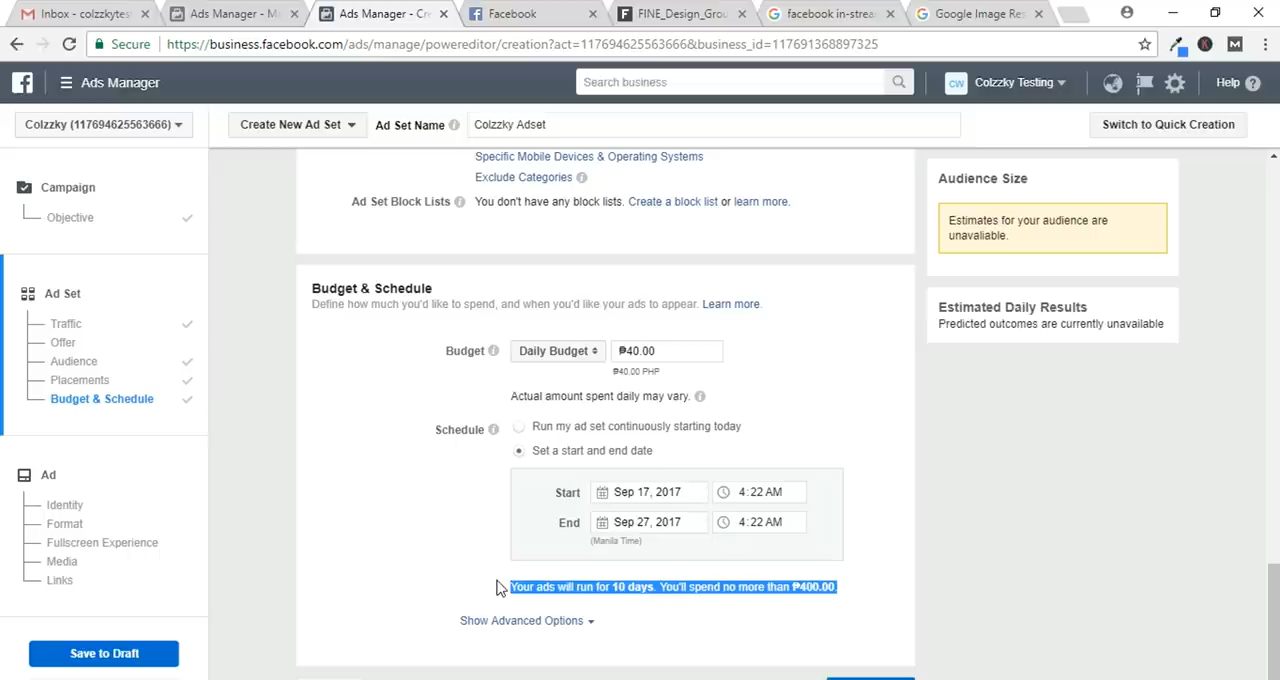 Inbox - colzzkytes
Ads Manager - M
Ads Manager - Cre
Facebook
FINE_Design_Grou
facebook in-strea
Google Image Res
Secure
https://business.facebook.com/ads/manage/powereditor/creation?act=117694625563666&business_id=117691368897325
Ads Manager
Search business
CW
Colzzky Testing
Help
Colzzky (117694625563666)
Create New Ad Set
Ad Set Name
Colzzky Adset
Switch to Quick Creation
Campaign
Objective
Ad Set
Traffic
Offer
Audience
Placements
Budget & Schedule
Ad
Identity
Format
Fullscreen Experience
Media
Links
Save to Draft
Specific Mobile Devices & Operating Systems
Exclude Categories
Ad Set Block Lists
You don't have any block lists. Create a block list or learn more.
Budget & Schedule
Define how much you'd like to spend, and when you'd like your ads to appear. Learn more.
Budget
Daily Budget
₱40.00
₱40.00 PHP
Actual amount spent daily may vary.
Schedule
Run my ad set continuously starting today
Set a start and end date
Start
Sep 17, 2017
4:22 AM
End
Sep 27, 2017
4:22 AM
(Manila Time)
Your ads will run for 10 days. You'll spend no more than ₱400.00.
Show Advanced Options
Audience Size
Estimates for your audience are
unavaliable.
Estimated Daily Results
Predicted outcomes are currently unavailable